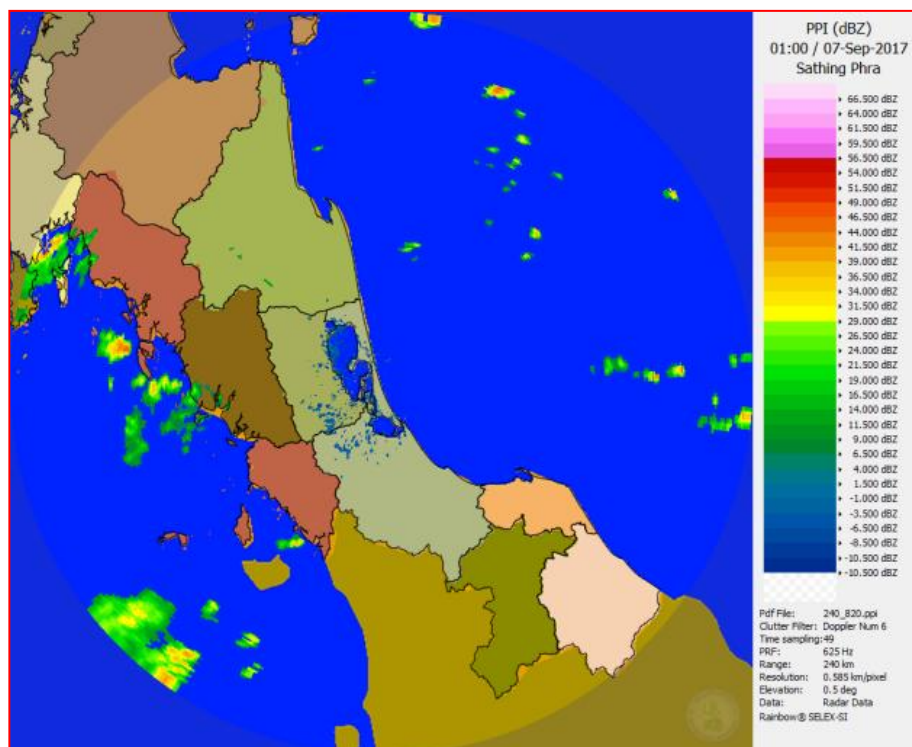 PPI (dBZ)
01:00 / 07-Sep-2017
Sathing Phra
66.500 dBZ
64.000 dBZ
61.500 dBZ
59.500 dBZ
56.500 dBZ
54.000 dBZ
51.500 dBZ
49.000 dBZ
46.500 dBZ
44.000 dBZ
41.500 dBZ
39.000 dBZ
36.500 dBZ
34.000 dBZ
31.500 dBZ
29.000 dBZ
26.500 dBZ
24.000 dBZ
21.500 dBZ
19.000 dBZ
16.500 dBZ
14.000 dBZ
11.500 dBZ
9.000 dBZ
6.500 dBZ
4.000 dBZ
1.500 dBZ
-1.000 dBZ
-3.500 dBZ
-6.500 dBZ
-8.500 dBZ
-10.500 dBZ
-10.500 dBZ
Pdf File: 240_820.ppi
Clutter Filter: Doppler Num 6
Time sampling: 49
PRF: 625 Hz
Range: 240 km
Resolution: 0.585 km/pixel
Elevation: 0.5 deg
Data: Radar Data
Rainbow® SELEX-SI